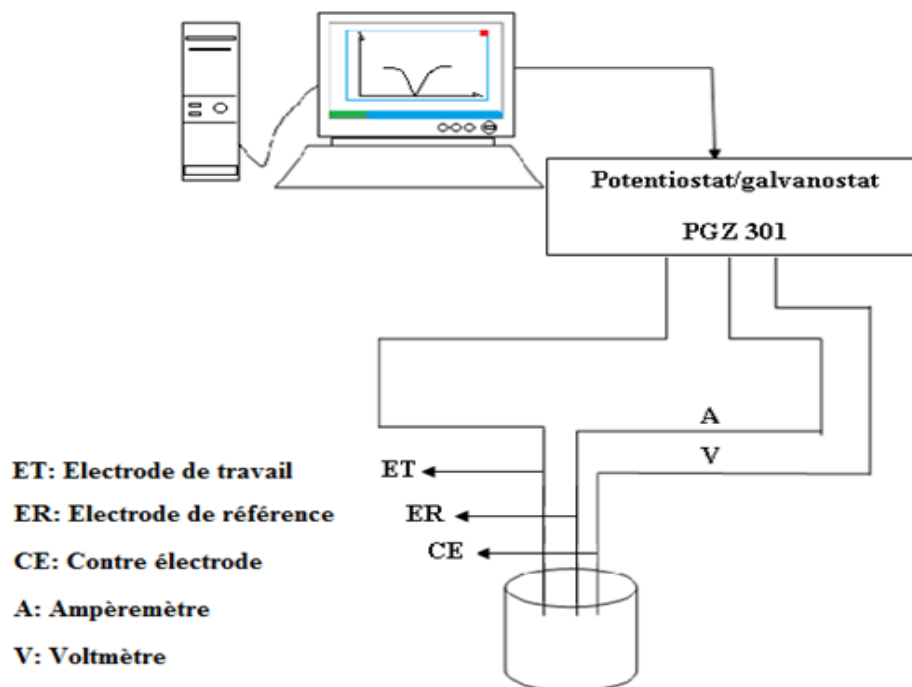 Potentiostat/galvanostat
PGZ 301
A
V
ET
ER
CE
ET: Electrode de travail
ER: Electrode de référence
CE: Contre électrode
A: Ampèremètre
V: Voltmètre